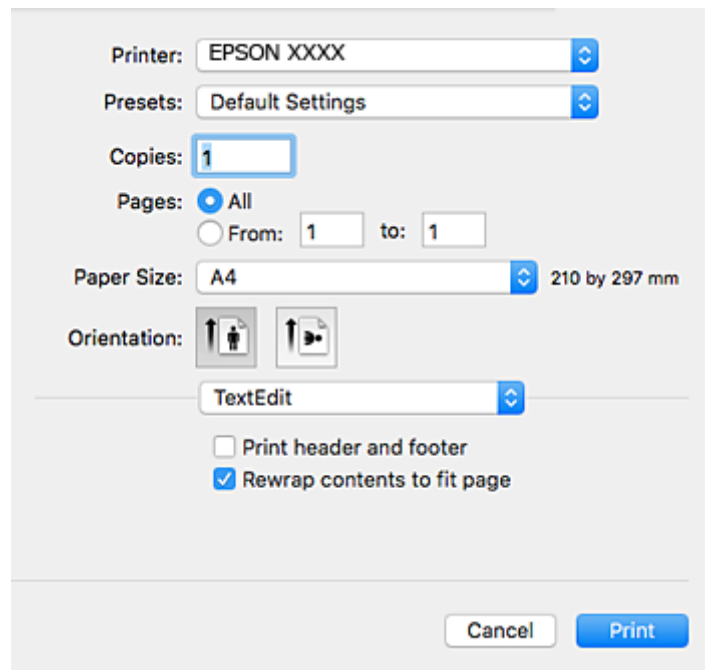 Printer: EPSON XXXX
Presets: Default Settings
Copies: 1
Pages: All
From: 1 to: 1
Paper Size: A4 210 by 297 mm
Orientation:
TextEdit
Print header and footer
Rewrap contents to fit page
Cancel Print